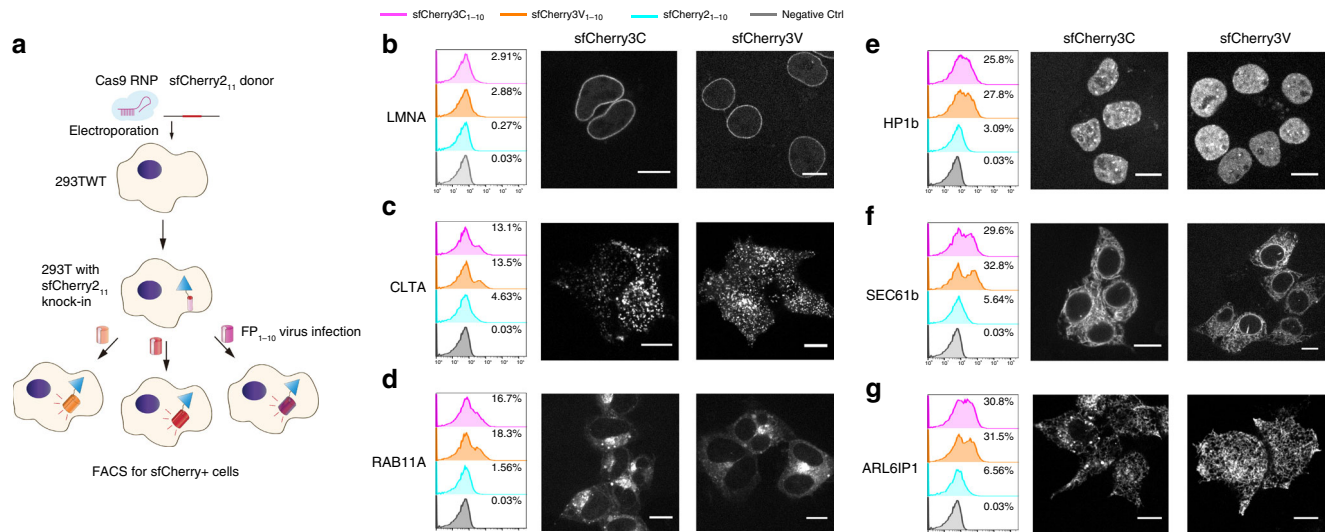 sfCherry3C1–10 sfCherry3V1–10 sfCherry21–10 Negative Ctrl
a
Cas9 RNP sfCherry211 donor
Electroporation
293TWT
293T with
sfCherry211
knock-in
FP1–10 virus infection
FACS for sfCherry+ cells
b
sfCherry3C sfCherry3V
LMNA
2.91%
2.88%
0.27%
0.03%
c
CLTA
13.1%
13.5%
4.63%
0.03%
d
RAB11A
16.7%
18.3%
1.56%
0.03%
e
sfCherry3C sfCherry3V
HP1b
25.8%
27.8%
3.09%
0.03%
f
SEC61b
29.6%
32.8%
5.64%
0.03%
g
ARL6IP1
30.8%
31.5%
6.56%
0.03%